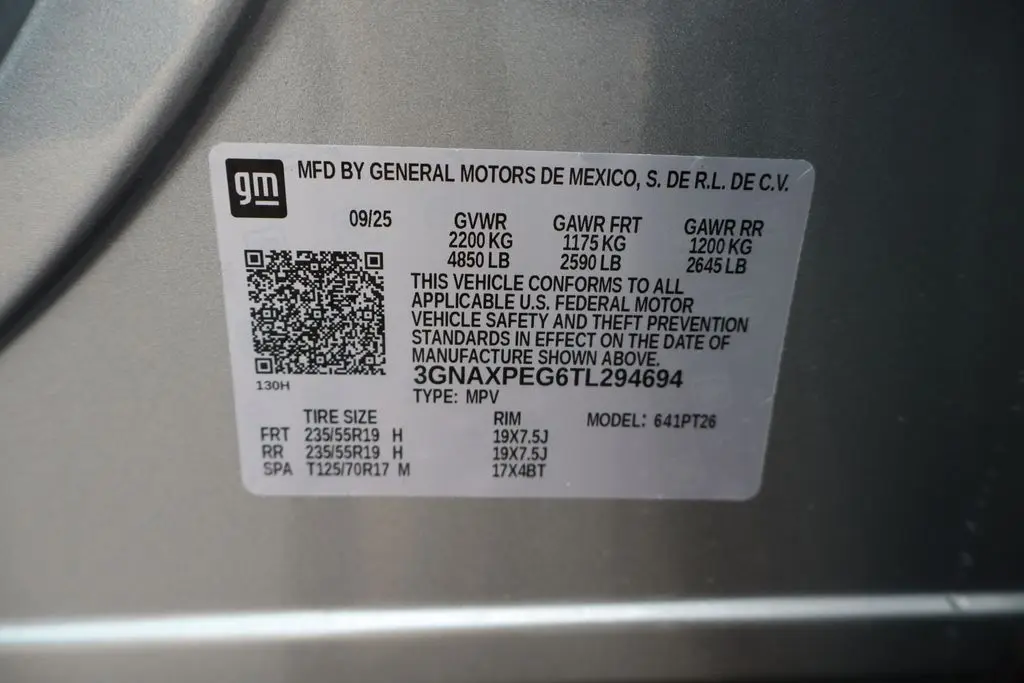 gm MFD BY GENERAL MOTORS DE MEXICO, S. DE R.L. DE C.V.
09/25 GVWR GAWR FRT GAWR RR
2200 KG 1175 KG 1200 KG
4850 LB 2590 LB 2645 LB
THIS VEHICLE CONFORMS TO ALL
APPLICABLE U.S. FEDERAL MOTOR
VEHICLE SAFETY AND THEFT PREVENTION
STANDARDS IN EFFECT ON THE DATE OF
MANUFACTURE SHOWN ABOVE.
3GNAXPEG6TL294694
130H
TYPE: MPV
TIRE SIZE RIM MODEL: 641PT26
FRT 235/55R19 H 19X7.5J
RR 235/55R19 H 19X7.5J
SPA T125/70R17 M 17X4BT